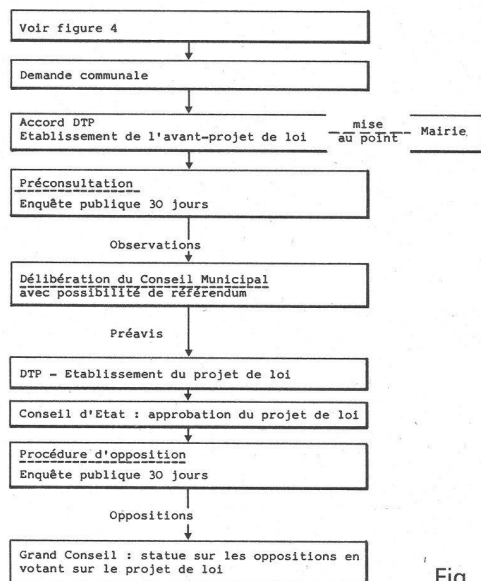 Voir figure 4
Demande communale
Accord DTP
Etablissement de l'avant-projet de loi
mise
au point
Mairie
Préconsultation
Enquête publique 30 jours
Observations
Délibération du Conseil Municipal
avec possibilité de référendum
Préavis
DTP - Etablissement du projet de loi
Conseil d'Etat : approbation du projet de loi
Procédure d'opposition
Enquête publique 30 jours
Oppositions
Grand Conseil : statue sur les oppositions en
votant sur le projet de loi
Fig